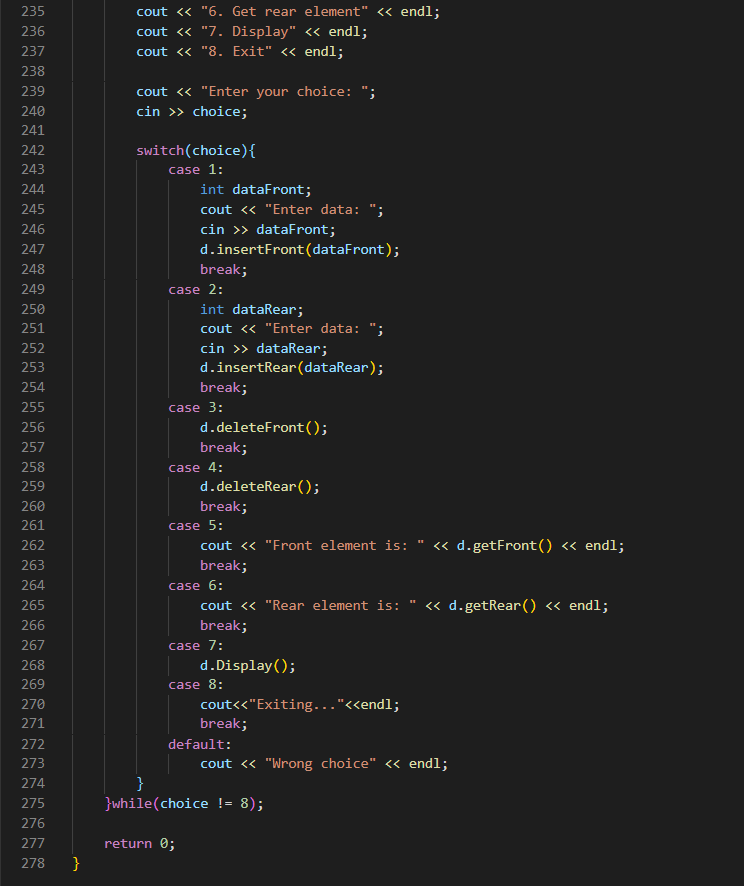 235 cout << "6. Get rear element" << endl;
236 cout << "7. Display" << endl;
237 cout << "8. Exit" << endl;
238
239 cout << "Enter your choice: ";
240 cin >> choice;
241
242 switch(choice){
243 case 1:
244 int dataFront;
245 cout << "Enter data: ";
246 cin >> dataFront;
247 d.insertFront(dataFront);
248 break;
249 case 2:
250 int dataRear;
251 cout << "Enter data: ";
252 cin >> dataRear;
253 d.insertRear(dataRear);
254 break;
255 case 3:
256 d.deleteFront();
257 break;
258 case 4:
259 d.deleteRear();
260 break;
261 case 5:
262 cout << "Front element is: " << d.getFront() << endl;
263 break;
264 case 6:
265 cout << "Rear element is: " << d.getRear() << endl;
266 break;
267 case 7:
268 d.Display();
269 case 8:
270 cout<<"Exiting..."<<endl;
271 break;
272 default:
273 cout << "Wrong choice" << endl;
274 }
275 }while(choice != 8);
276
277 return 0;
278 }